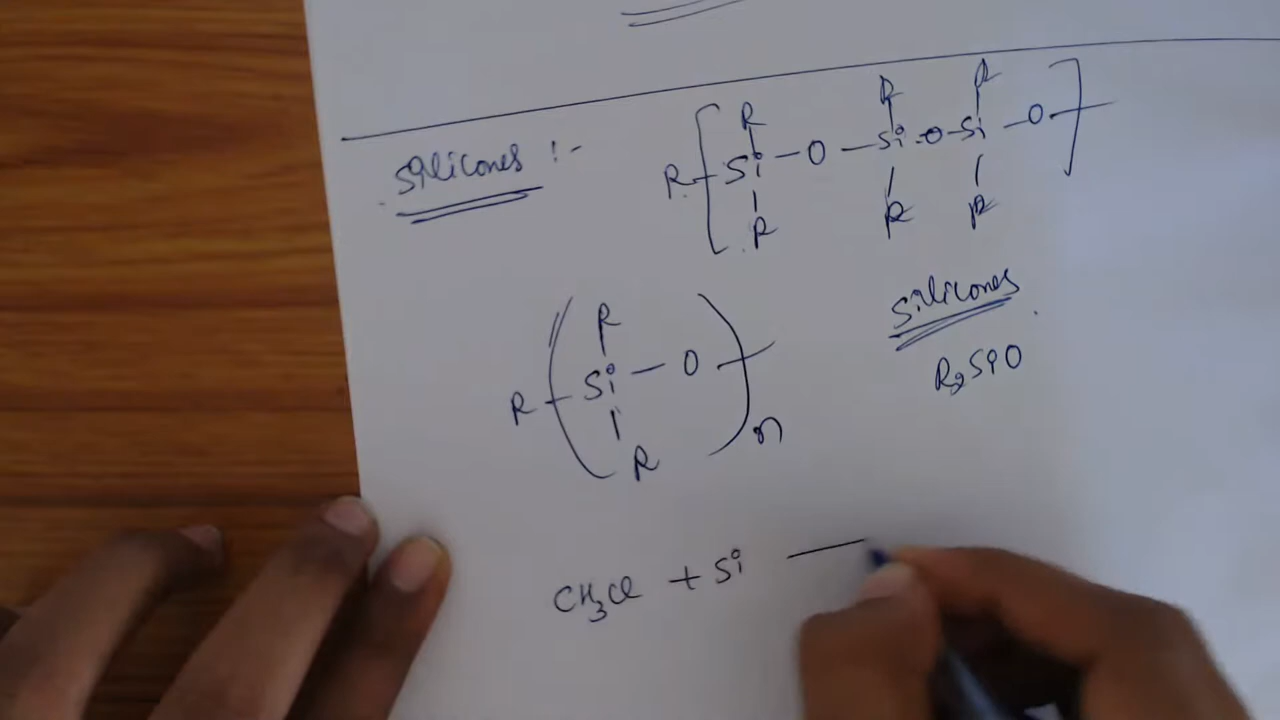 Silicones :-
R R R
R [ Si - O - Si - O - Si - O ] -
R R R
Silicones
R₂SiO
R
R ( Si - O ) n
R
CH₃Cl + Si —